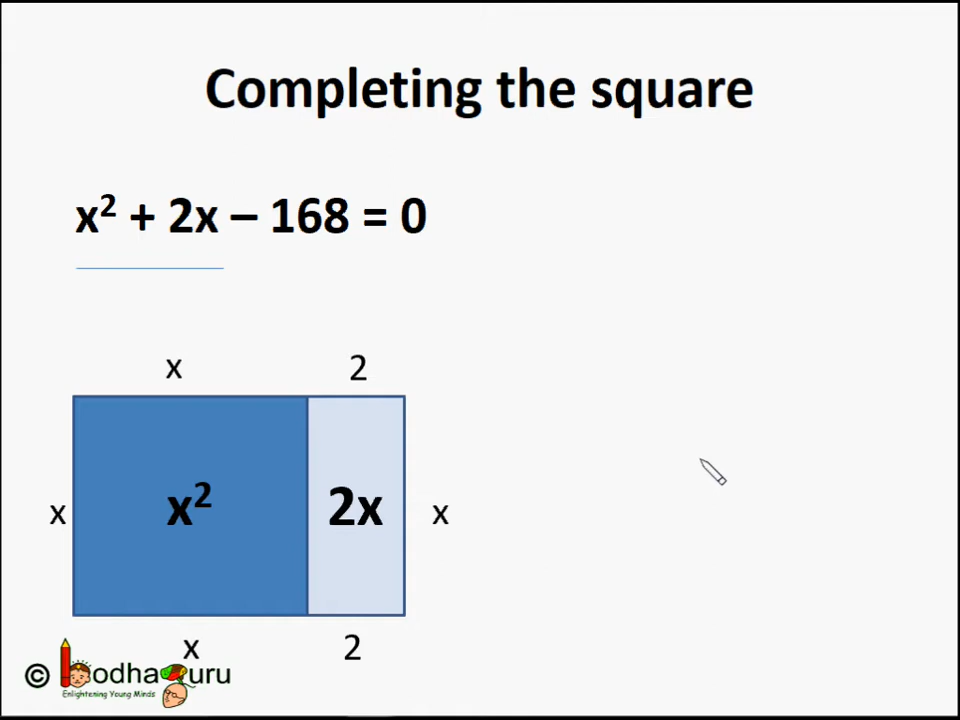 Completing the square
x² + 2x – 168 = 0
x 2
x x² 2x x
x 2
© BodhaGuru
Enlightening Young Minds